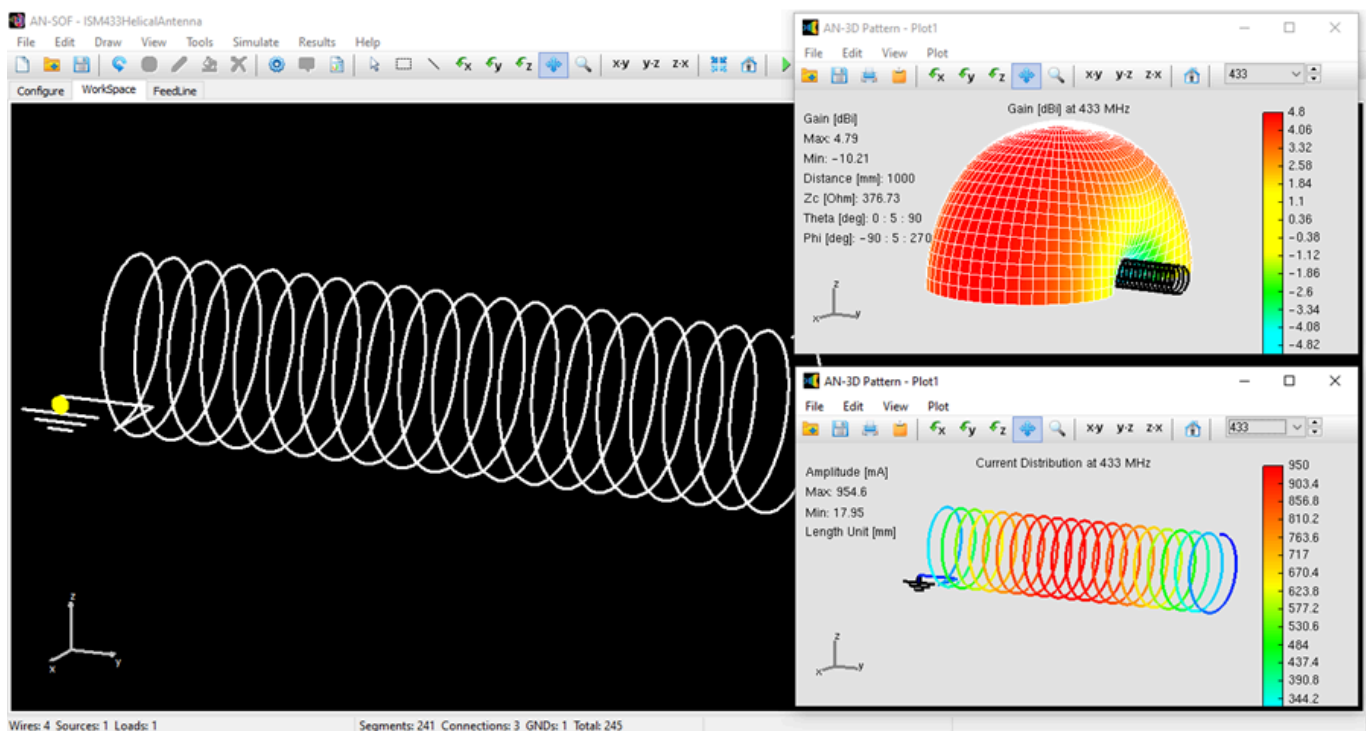 AN-SOF - ISM433HelicalAntenna
File Edit Draw View Tools Simulate Results Help
x-y y-z z-x
Configure WorkSpace FeedLine
z
x y
Wires: 4 Sources: 1 Loads: 1
Segments: 241 Connections: 3 GNDs: 1 Total: 245
AN-3D Pattern - Plot1
File Edit View Plot
x-y y-z z-x 433
Gain [dBi] at 433 MHz
Gain [dBi]
Max: 4.79
Min: -10.21
Distance [mm]: 1000
Zc [Ohm]: 376.73
Theta [deg]: 0 : 5 : 90
Phi [deg]: -90 : 5 : 270
z
x y
4.8
4.06
3.32
2.58
1.84
1.1
0.36
-0.38
-1.12
-1.86
-2.6
-3.34
-4.08
-4.82
AN-3D Pattern - Plot1
File Edit View Plot
x-y y-z z-x 433
Current Distribution at 433 MHz
Amplitude [mA]
Max: 954.6
Min: 17.95
Length Unit [mm]
z
x y
950
903.4
856.8
810.2
763.6
717
670.4
623.8
577.2
530.6
484
437.4
390.8
344.2